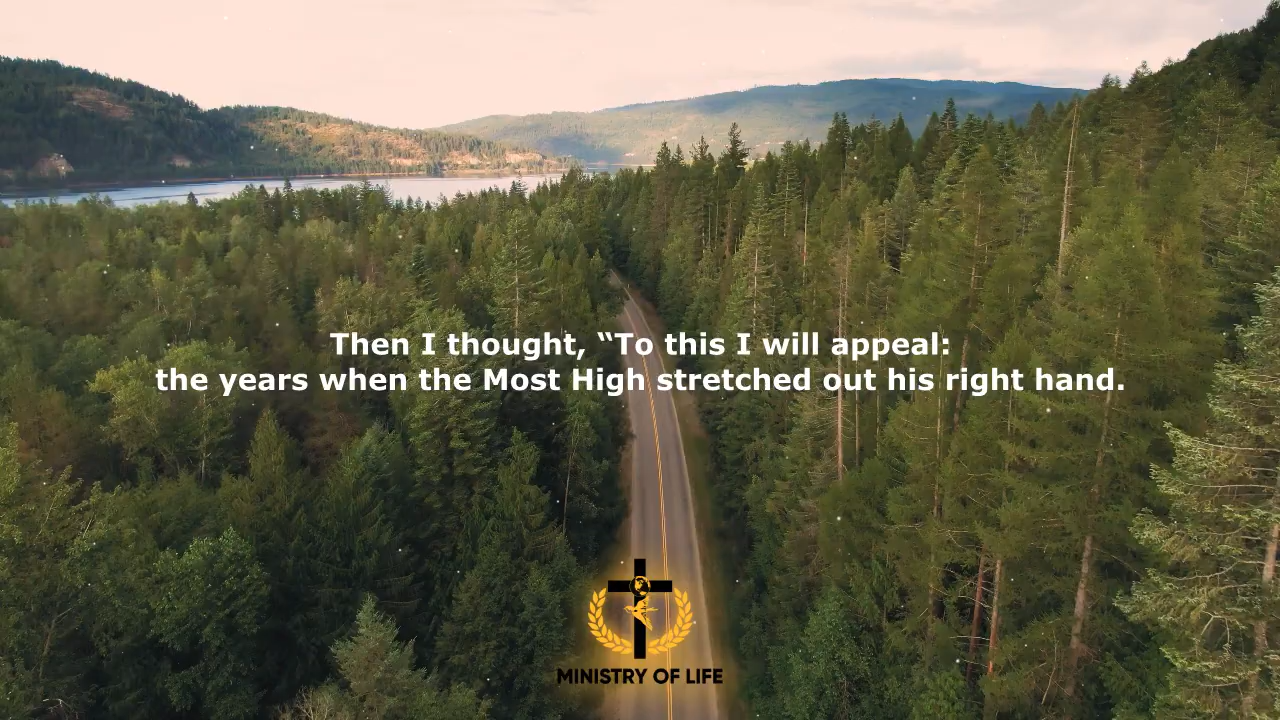 Then I thought, “To this I will appeal:
the years when the Most High stretched out his right hand.
MINISTRY OF LIFE